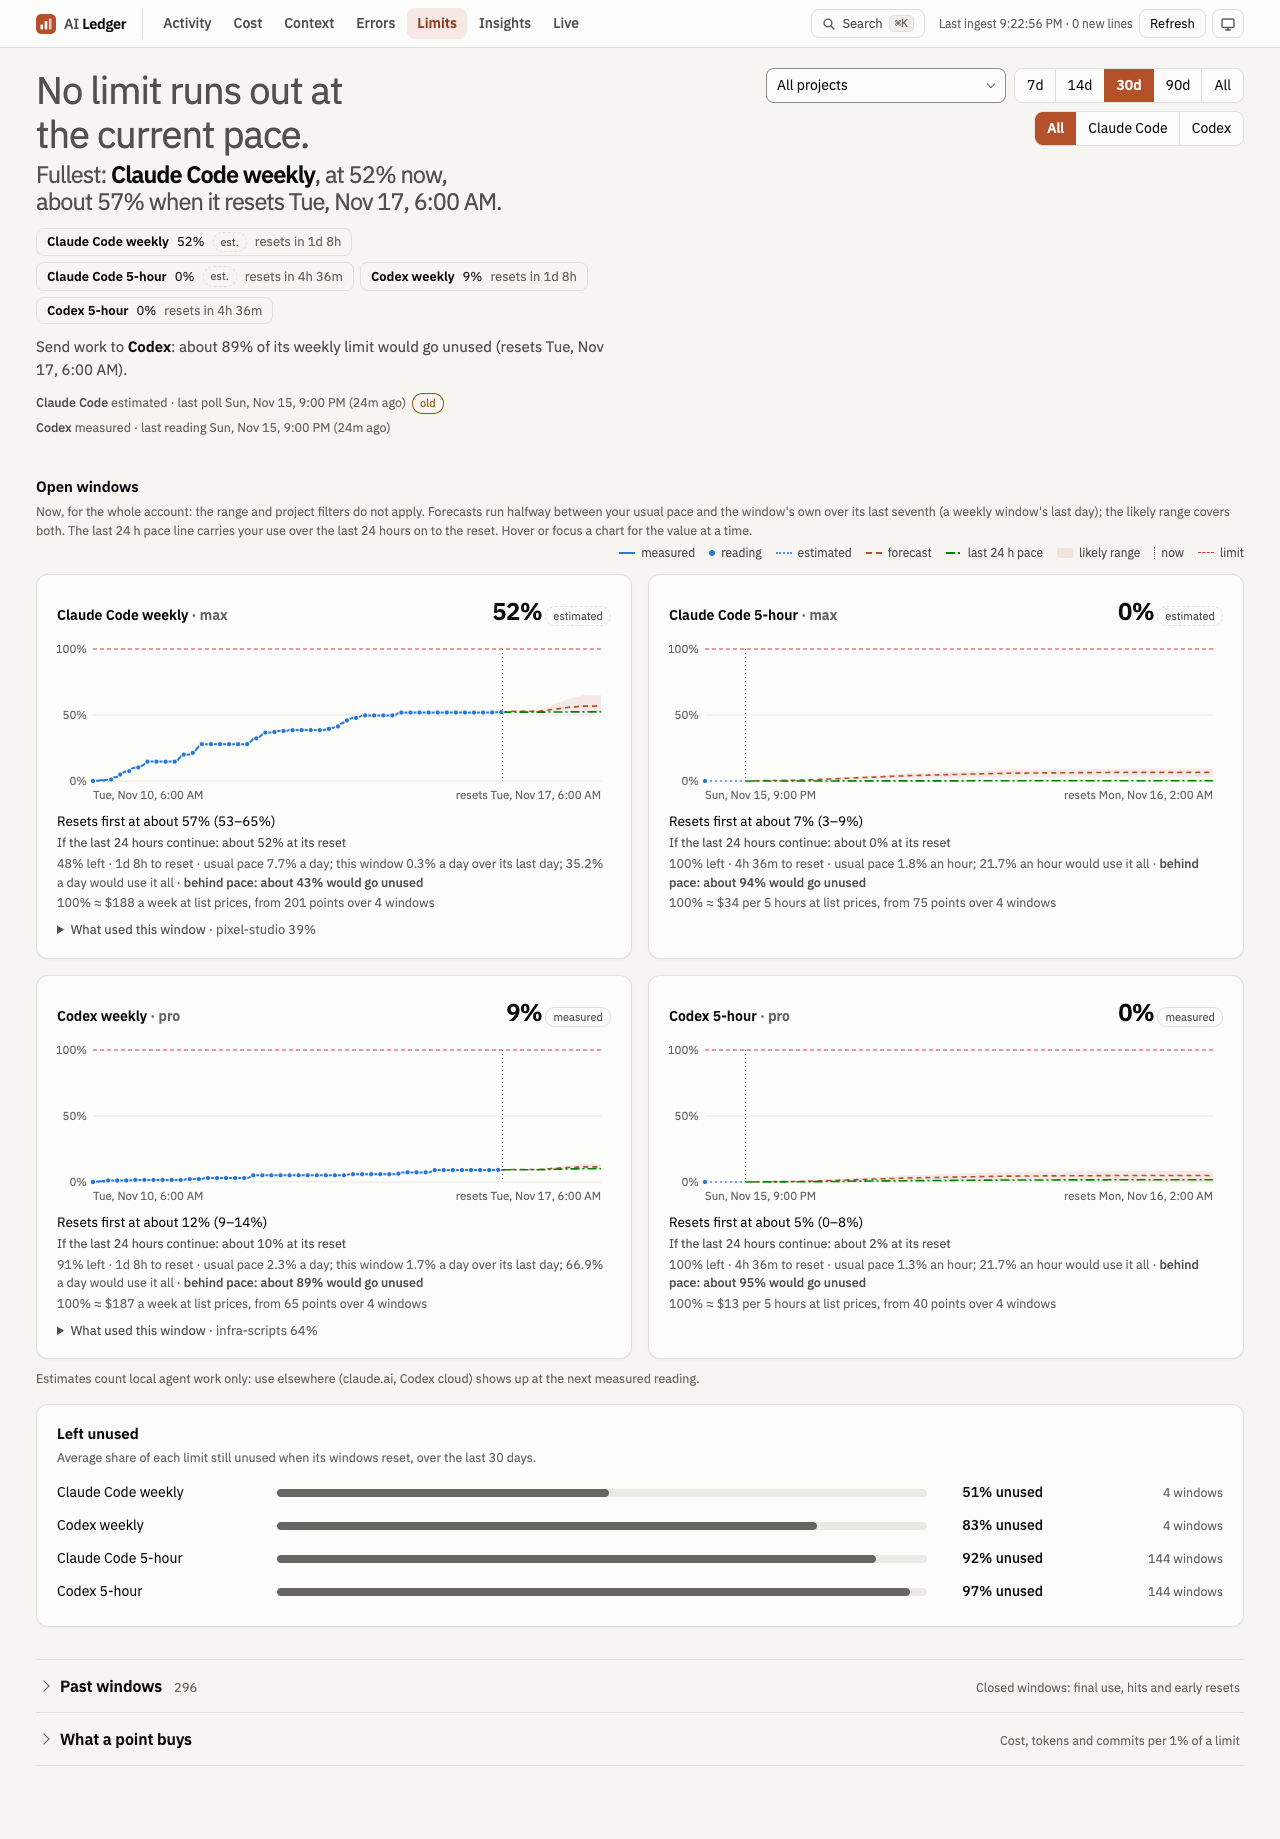 AI Ledger
Activity Cost Context Errors Limits Insights Live
Search ⌘K
Last ingest 9:22:56 PM · 0 new lines
Refresh
No limit runs out at
the current pace.
Fullest: Claude Code weekly, at 52% now,
about 57% when it resets Tue, Nov 17, 6:00 AM.
All projects
7d 14d 30d 90d All
All Claude Code Codex
Claude Code weekly 52% est. resets in 1d 8h
Claude Code 5-hour 0% est. resets in 4h 36m
Codex weekly 9% resets in 1d 8h
Codex 5-hour 0% resets in 4h 36m
Send work to Codex: about 89% of its weekly limit would go unused (resets Tue, Nov
17, 6:00 AM).
Claude Code estimated · last poll Sun, Nov 15, 9:00 PM (24m ago) old
Codex measured · last reading Sun, Nov 15, 9:00 PM (24m ago)
Open windows
Now, for the whole account: the range and project filters do not apply. Forecasts run halfway between your usual pace and the window's own over its last seventh (a weekly window's last day); the likely range covers
both. The last 24 h pace line carries your use over the last 24 hours on to the reset. Hover or focus a chart for the value at a time.
measured reading estimated forecast last 24 h pace likely range now limit
Claude Code weekly · max
52% estimated
100%
50%
0%
Tue, Nov 10, 6:00 AM
resets Tue, Nov 17, 6:00 AM
Resets first at about 57% (53–65%)
If the last 24 hours continue: about 52% at its reset
48% left · 1d 8h to reset · usual pace 7.7% a day; this window 0.3% a day over its last day; 35.2%
a day would use it all · behind pace: about 43% would go unused
100% ≈ $188 a week at list prices, from 201 points over 4 windows
What used this window · pixel-studio 39%
Claude Code 5-hour · max
0% estimated
100%
50%
0%
Sun, Nov 15, 9:00 PM
resets Mon, Nov 16, 2:00 AM
Resets first at about 7% (3–9%)
If the last 24 hours continue: about 0% at its reset
100% left · 4h 36m to reset · usual pace 1.8% an hour; 21.7% an hour would use it all · behind
pace: about 94% would go unused
100% ≈ $34 per 5 hours at list prices, from 75 points over 4 windows
Codex weekly · pro
9% measured
100%
50%
0%
Tue, Nov 10, 6:00 AM
resets Tue, Nov 17, 6:00 AM
Resets first at about 12% (9–14%)
If the last 24 hours continue: about 10% at its reset
91% left · 1d 8h to reset · usual pace 2.3% a day; this window 1.7% a day over its last day; 66.9%
a day would use it all · behind pace: about 89% would go unused
100% ≈ $187 a week at list prices, from 65 points over 4 windows
What used this window · infra-scripts 64%
Codex 5-hour · pro
0% measured
100%
50%
0%
Sun, Nov 15, 9:00 PM
resets Mon, Nov 16, 2:00 AM
Resets first at about 5% (0–8%)
If the last 24 hours continue: about 2% at its reset
100% left · 4h 36m to reset · usual pace 1.3% an hour; 21.7% an hour would use it all · behind
pace: about 95% would go unused
100% ≈ $13 per 5 hours at list prices, from 40 points over 4 windows
Estimates count local agent work only: use elsewhere (claude.ai, Codex cloud) shows up at the next measured reading.
Left unused
Average share of each limit still unused when its windows reset, over the last 30 days.
Claude Code weekly 51% unused 4 windows
Codex weekly 83% unused 4 windows
Claude Code 5-hour 92% unused 144 windows
Codex 5-hour 97% unused 144 windows
Past windows 296 Closed windows: final use, hits and early resets
What a point buys Cost, tokens and commits per 1% of a limit